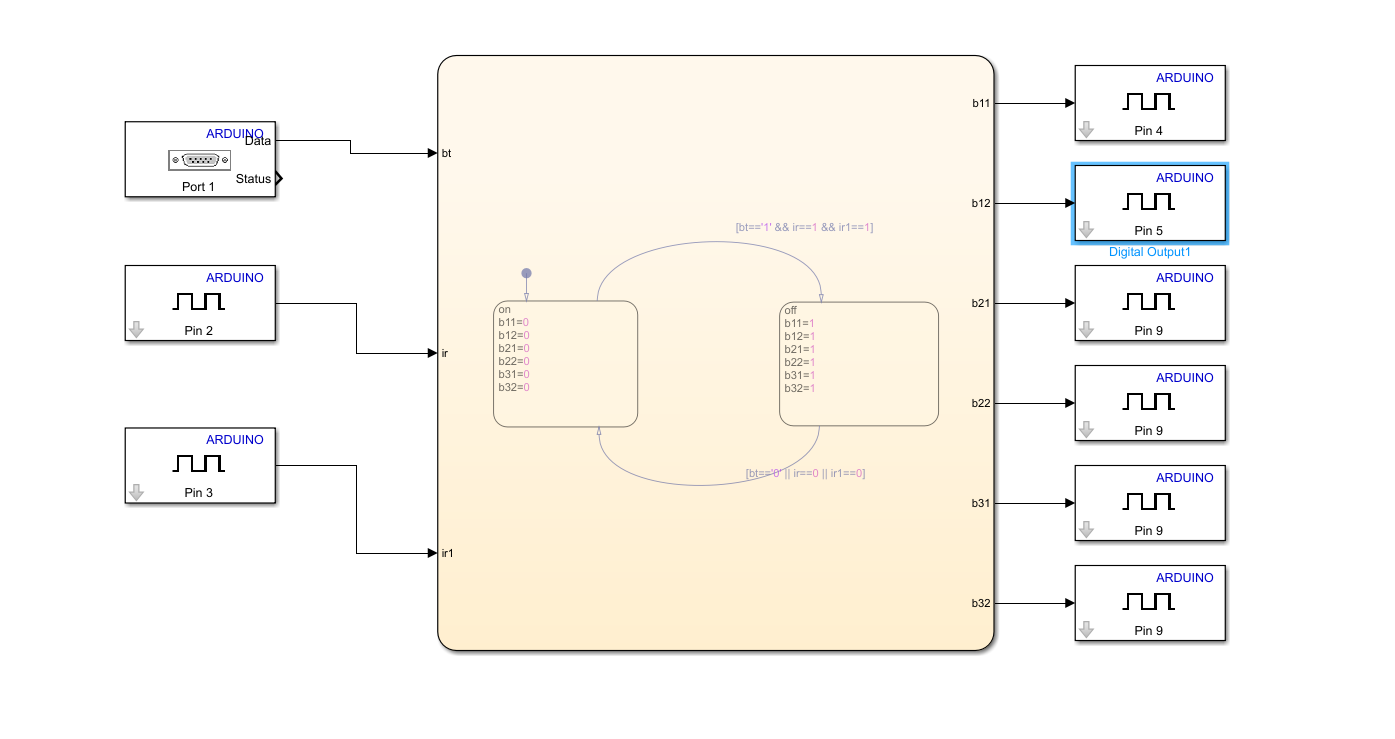 ARDUINO
Data
Status
Port 1
ARDUINO
Pin 2
ARDUINO
Pin 3
bt
ir
ir1
[bt=='1' && ir==1 && ir1==1]
on
b11=0
b12=0
b21=0
b22=0
b31=0
b32=0
off
b11=1
b12=1
b21=1
b22=1
b31=1
b32=1
[bt=='0' || ir==0 || ir1==0]
b11
b12
b21
b22
b31
b32
ARDUINO
Pin 4
ARDUINO
Pin 5
Digital Output1
ARDUINO
Pin 9
ARDUINO
Pin 9
ARDUINO
Pin 9
ARDUINO
Pin 9